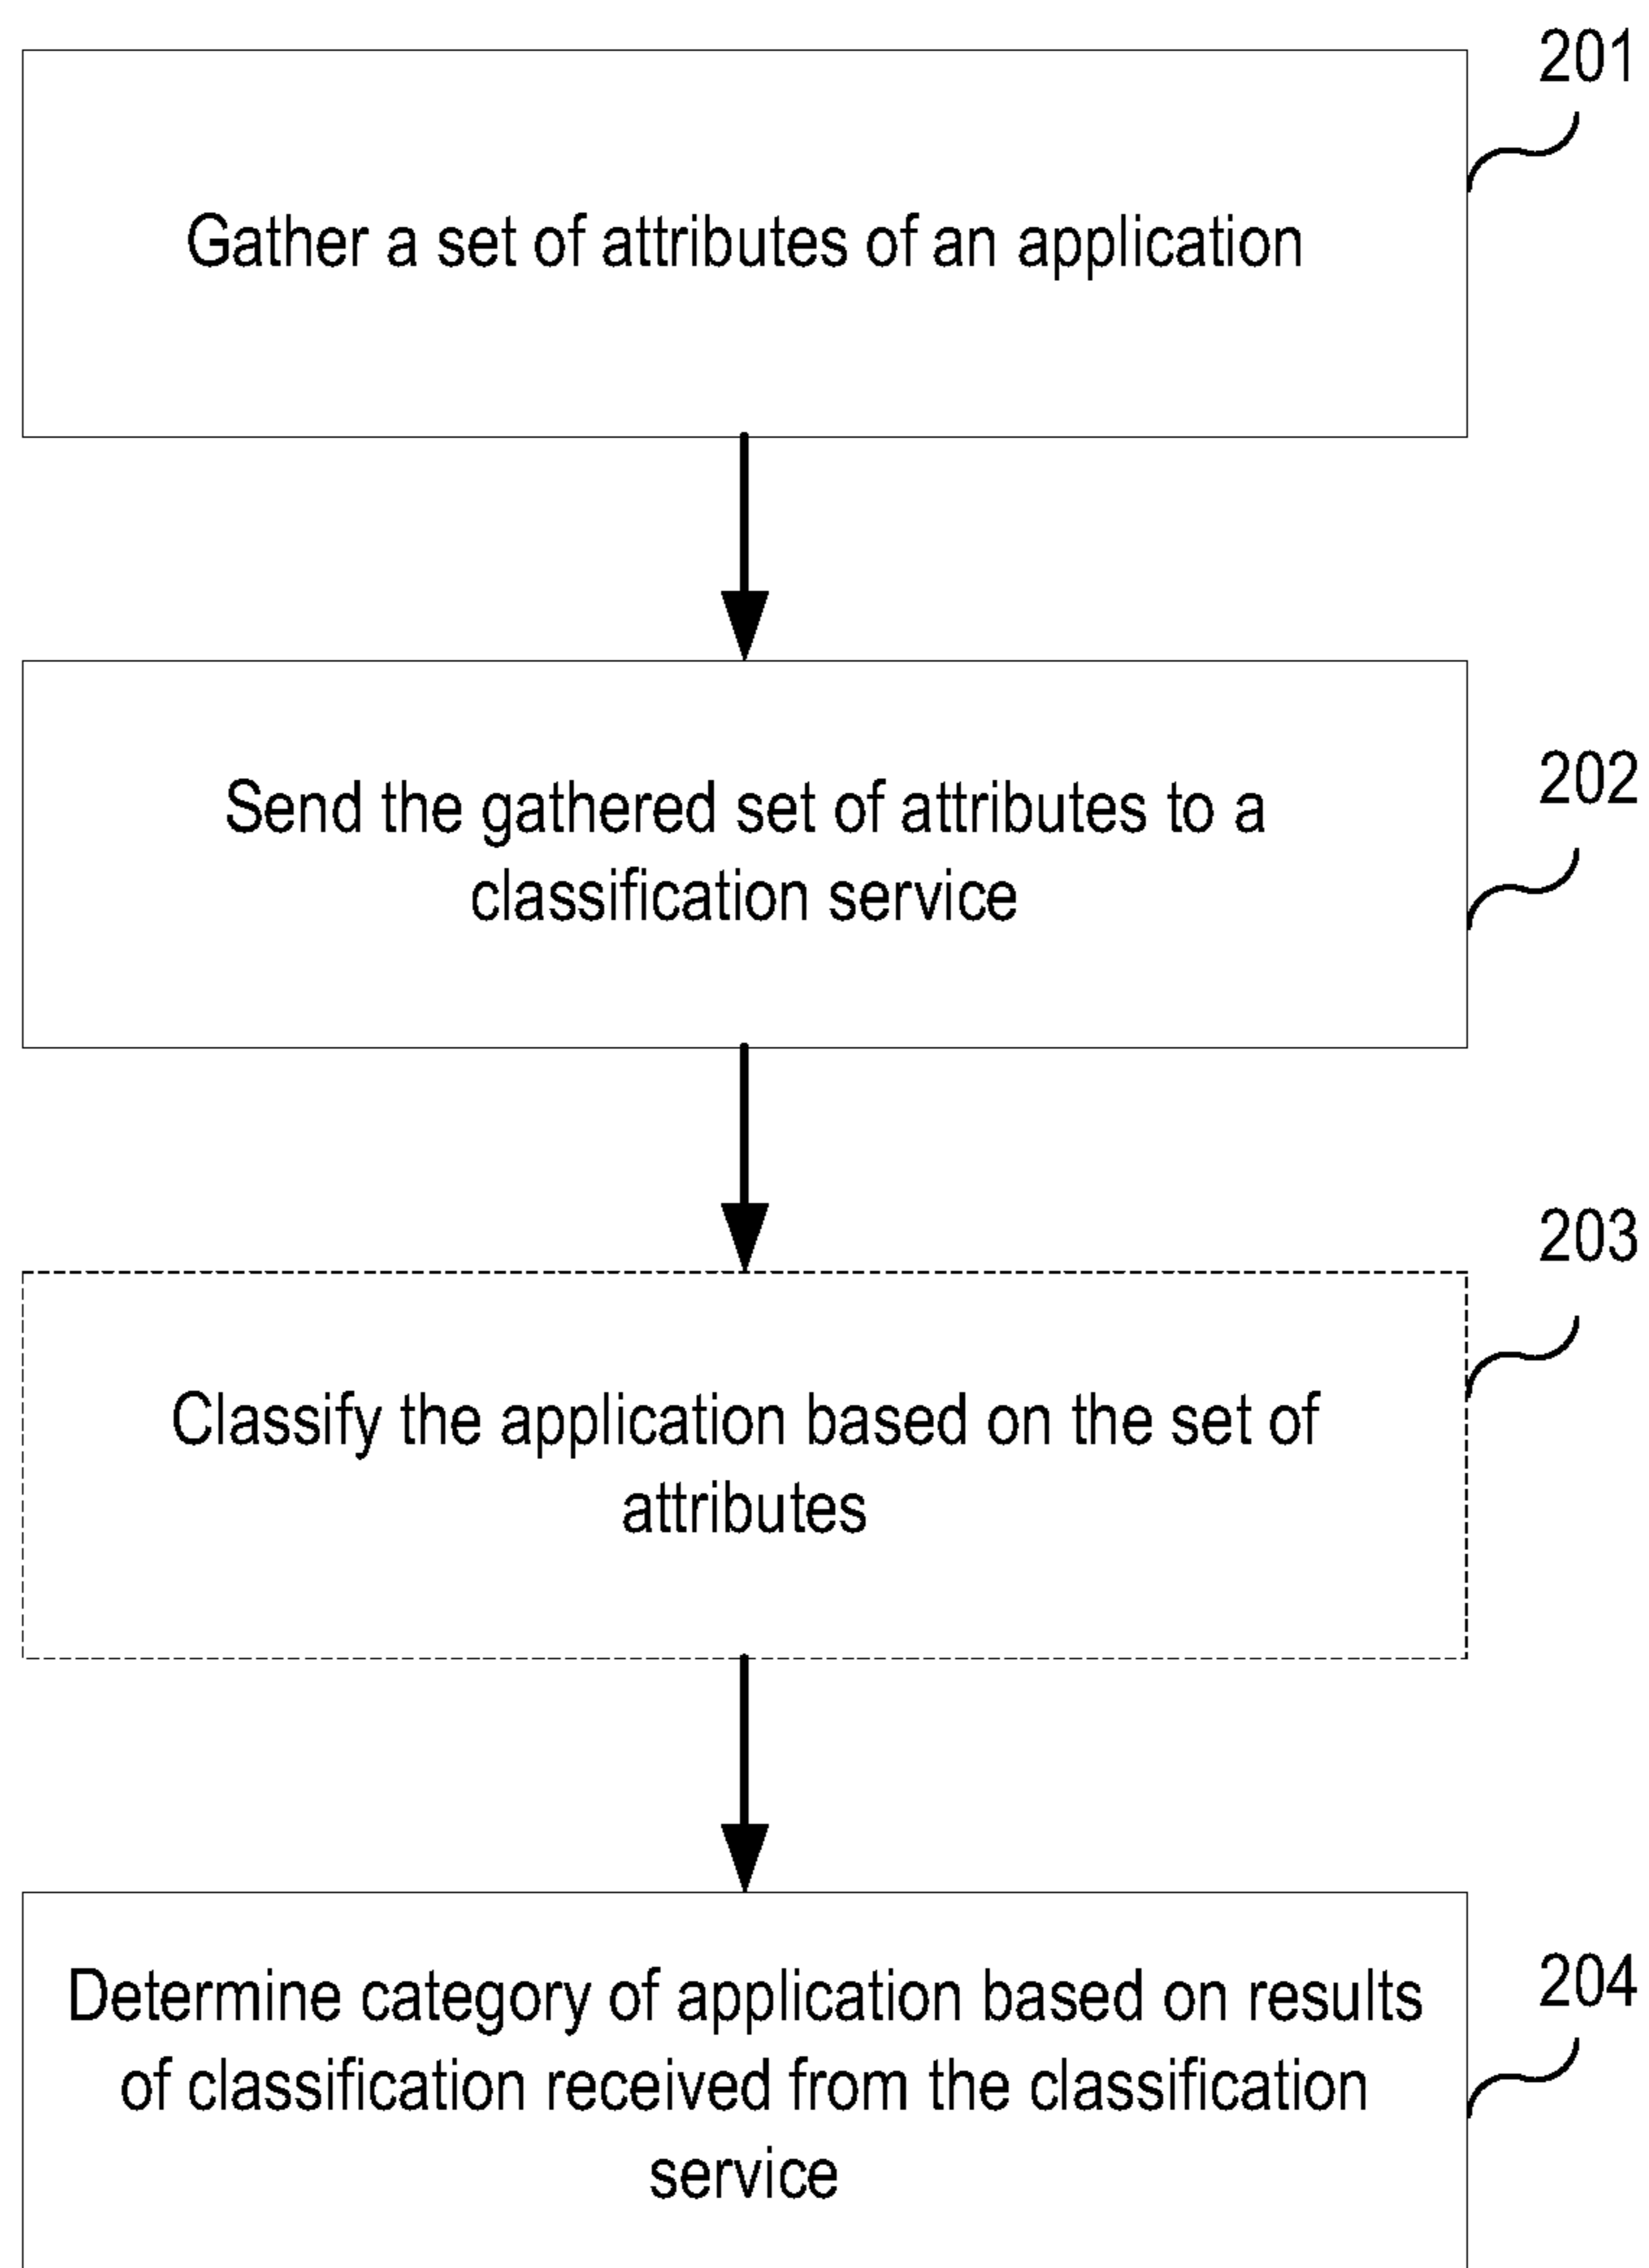 201
Gather a set of attributes of an application
202
Send the gathered set of attributes to a
classification service
203
Classify the application based on the set of
attributes
204
Determine category of application based on results
of classification received from the classification
service